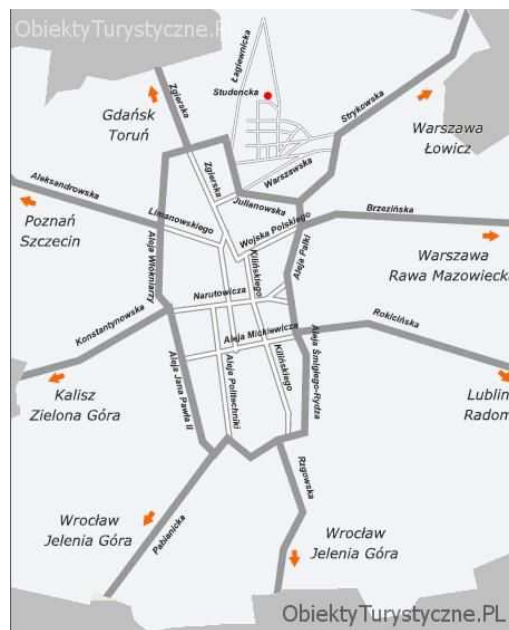 ObiektyTurystyczne.P
Łagiewnicka
Studencka
Zgierska
Gdańsk
Toruń
Strykowska
Warszawa
Łowicz
Zgierska
Warszawska
Aleksandrowska
Julianowska
Limanowskiego
Brzezińska
Poznań
Szczecin
Wojska Polskiego
Aleja Włókniarzy
Kilińskiego
Aleja Palki
Warszawa
Rawa Mazowiecka
Narutowicza
Konstantynowska
Rokicińska
Aleja Mickiewicza
Aleja Jana Pawła II
Aleja Politechniki
Kilińskiego
Aleja Śmigłego-Rydza
Kalisz
Zielona Góra
Lublin
Radom
Rzgowska
Wrocław
Jelenia Góra
Pabianicka
Wrocław
Jelenia Góra
ObiektyTurystyczne.PL